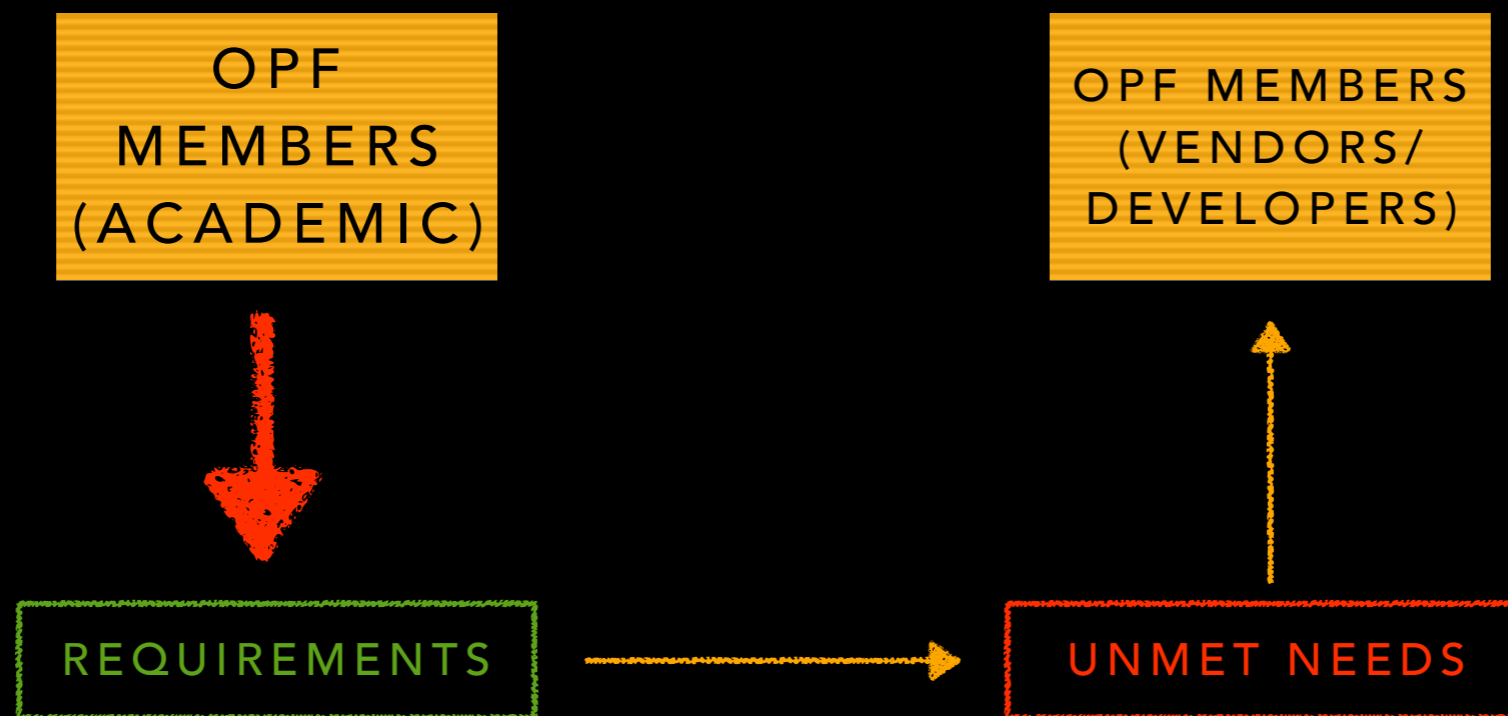 OPF
MEMBERS
(ACADEMIC)
OPF MEMBERS
(VENDORS/
DEVELOPERS)
REQUIREMENTS
UNMET NEEDS